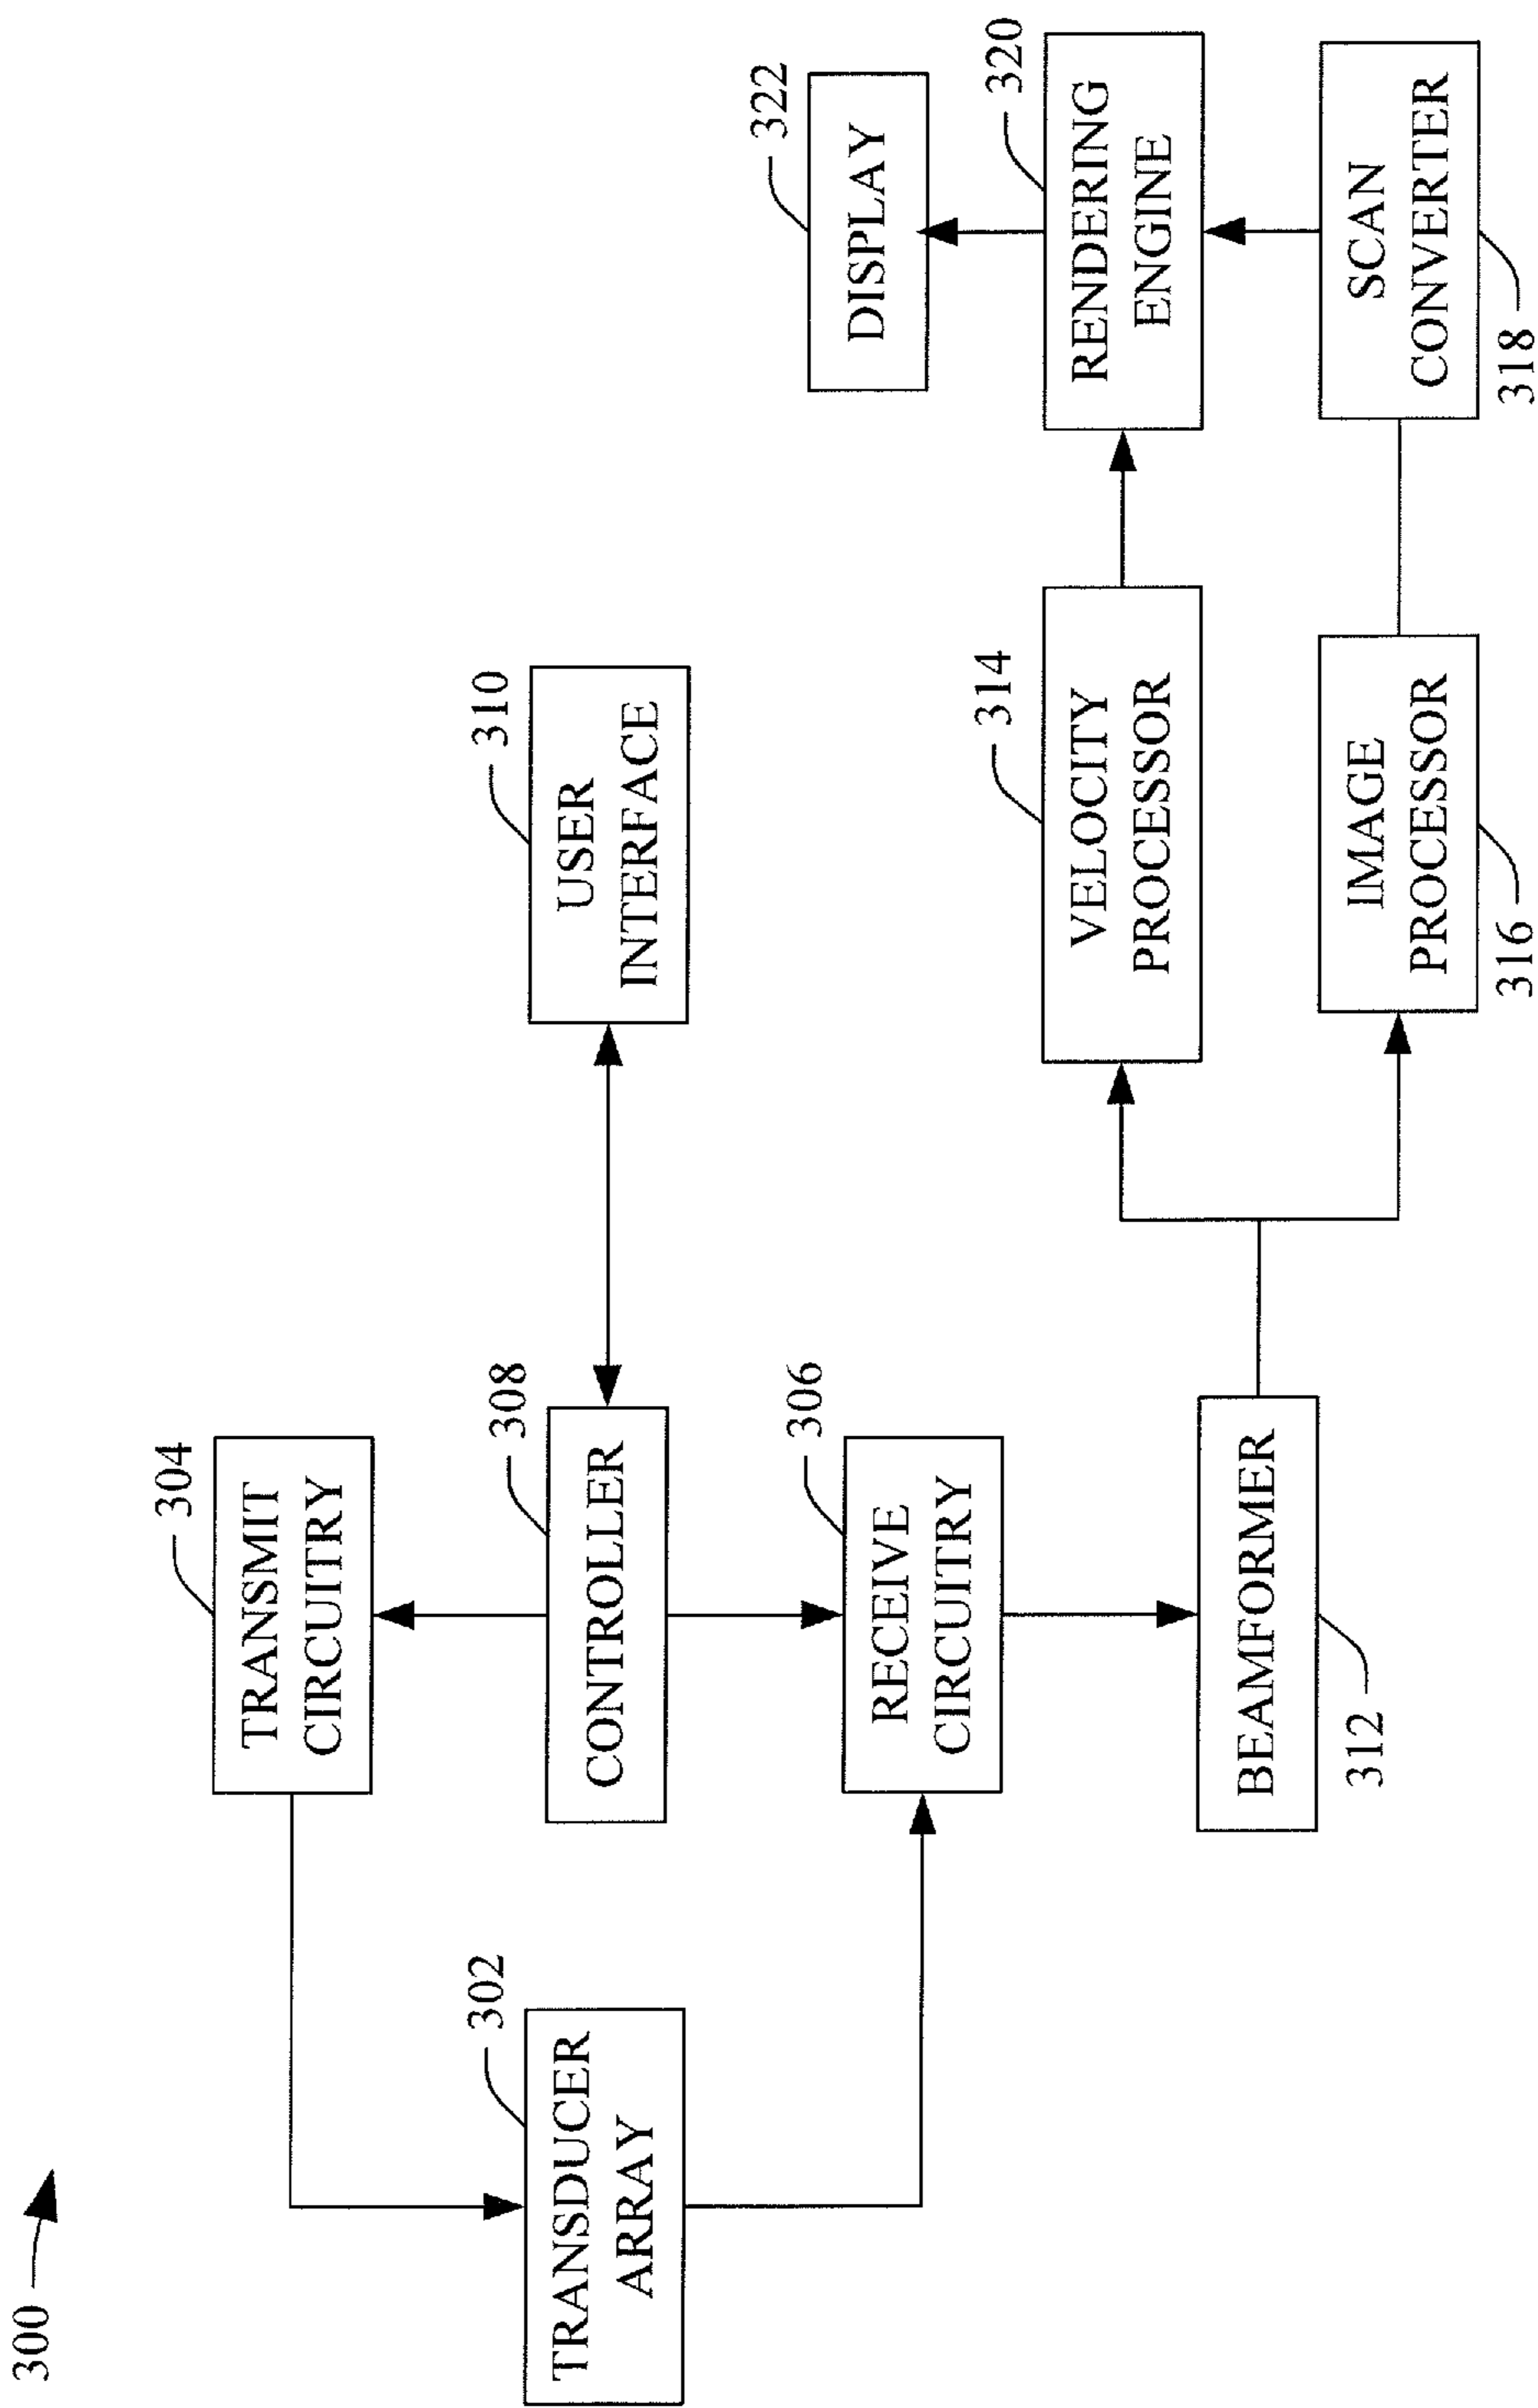 300
304
TRANSMIT
CIRCUITRY
302
TRANSDUCER
ARRAY
308
CONTROLLER
310
USER
INTERFACE
306
RECEIVE
CIRCUITRY
322
DISPLAY
314
VELOCITY
PROCESSOR
320
RENDERING
ENGINE
BEAMFORMER
312
IMAGE
PROCESSOR
316
SCAN
CONVERTER
318